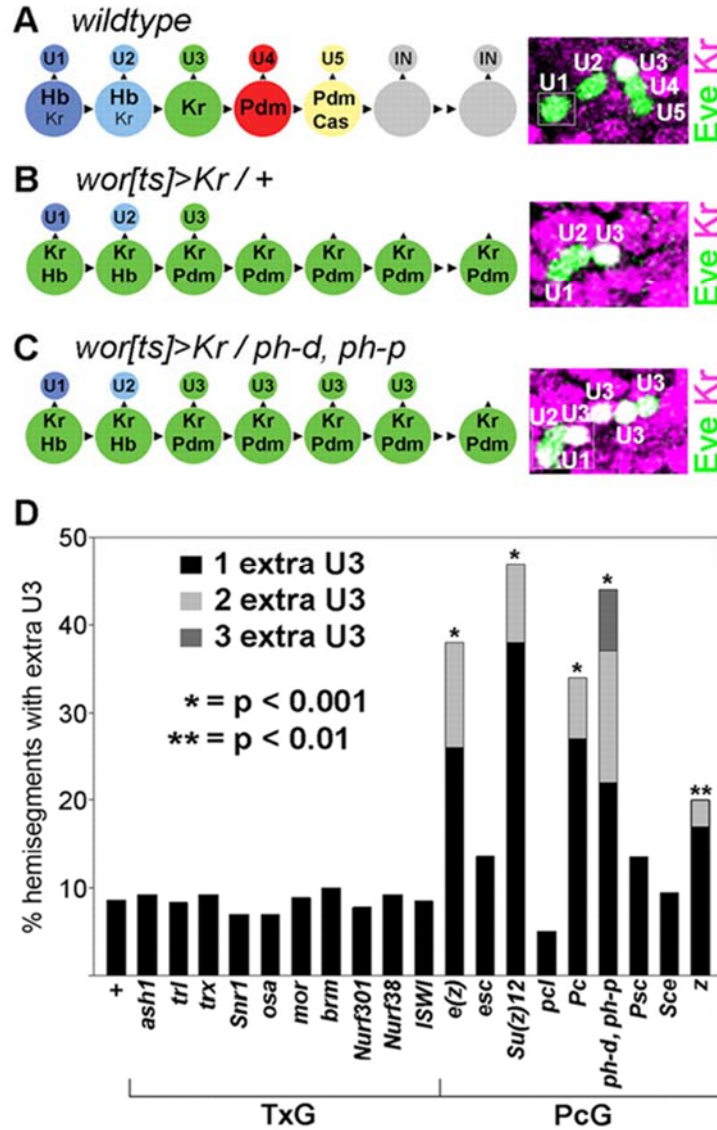 A wildtype
U1 U2 U3 U4 U5 IN IN
Hb Hb Kr Pdm Pdm
Kr Kr Cas
U1 U2 U3 U4 U5
Eve Kr
B wor[ts]>Kr / +
U1 U2 U3
Kr Kr Kr Kr Kr Kr Kr
Hb Hb Pdm Pdm Pdm Pdm Pdm
U2 U3
U1
Eve Kr
C wor[ts]>Kr / ph-d, ph-p
U1 U2 U3 U3 U3 U3
Kr Kr Kr Kr Kr Kr Kr
Hb Hb Pdm Pdm Pdm Pdm Pdm
U3 U3
U2 U3 U3
U1
Eve Kr
D
% hemisegments with extra U3
50
40
30
20
10
1 extra U3
2 extra U3
3 extra U3
* = p < 0.001
** = p < 0.01
* * * * **
+ ash1 trl trx Snr1 osa mor brm Nurf301 Nurf38 ISWI e(z) esc Su(z)12 pcl Pc ph-d, ph-p Psc Sce z
TxG PcG